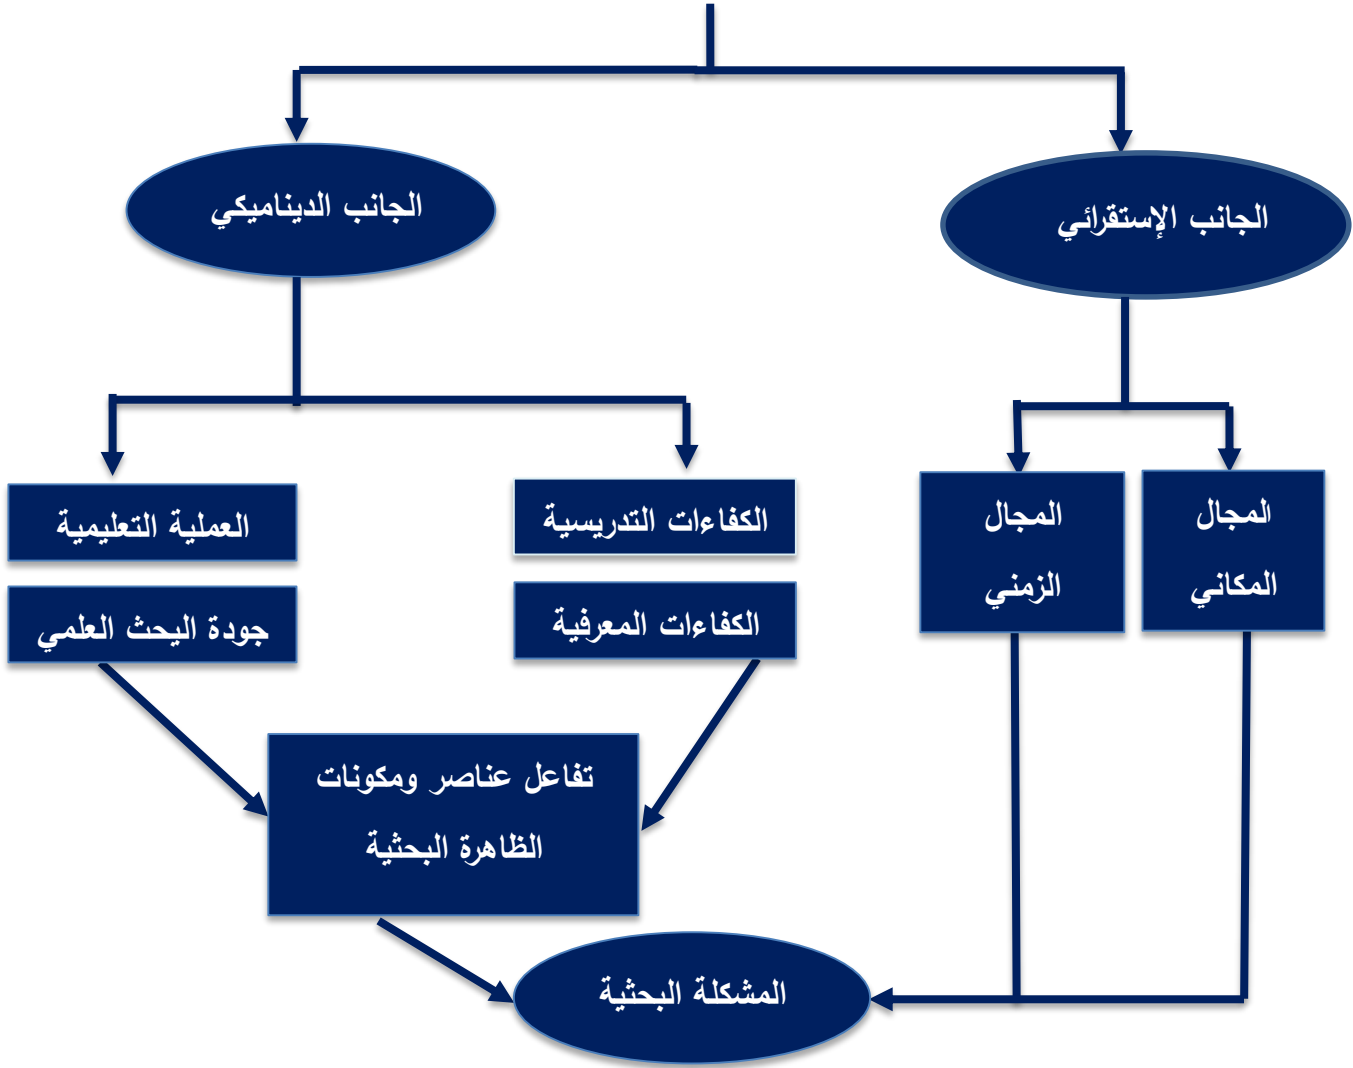 الجانب الإستقرائي
الجانب الديناميكي
المجال
المكاني
المجال
الزمني
الكفاءات التدريسية
العملية التعليمية
الكفاءات المعرفية
جودة اليحث العلمي
تفاعل عناصر ومكونات
الظاهرة البحثية
المشكلة البحثية